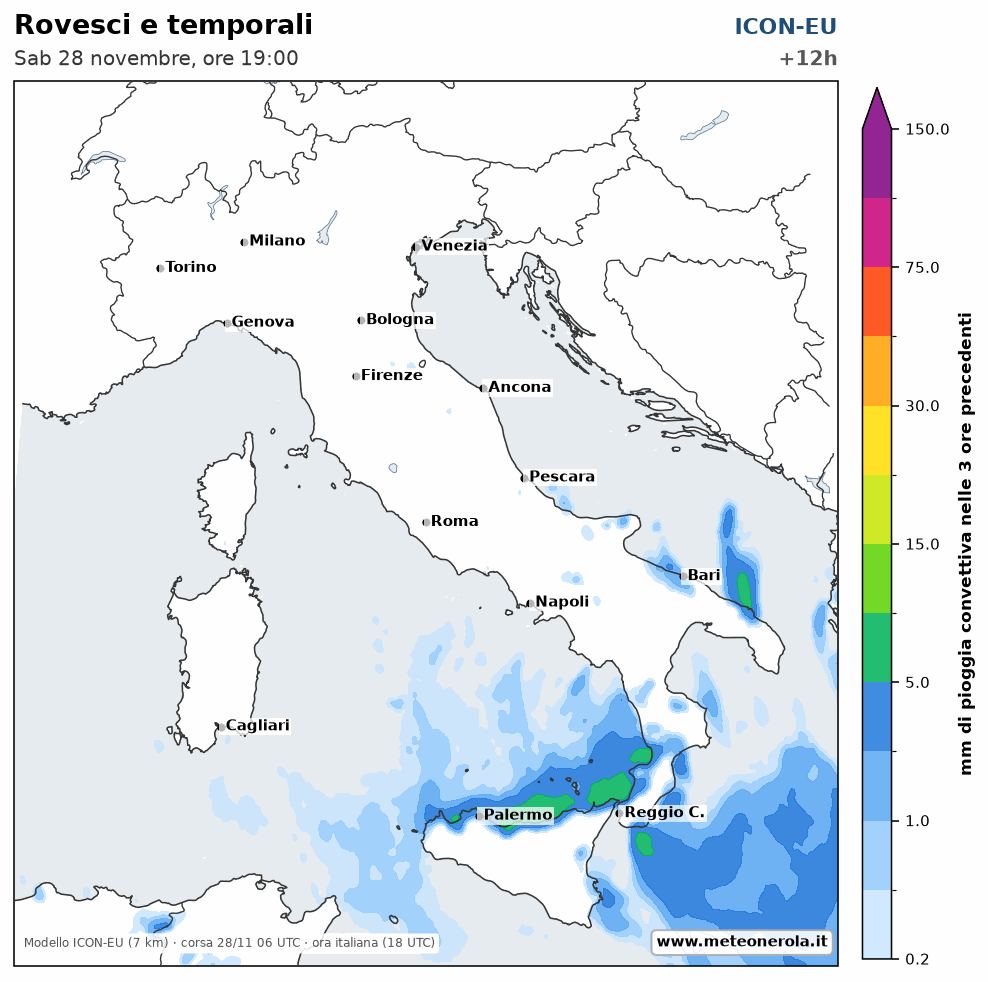 Rovesci e temporali
ICON-EU
Sab 28 novembre, ore 19:00
+12h
Milano
Venezia
Torino
Genova
Bologna
Firenze
Ancona
Pescara
Roma
Bari
Napoli
Cagliari
Palermo
Reggio C.
Modello ICON-EU (7 km) · corsa 28/11 06 UTC · ora italiana (18 UTC)
www.meteonerola.it
150.0
75.0
30.0
15.0
5.0
1.0
0.2
mm di pioggia convettiva nelle 3 ore precedenti